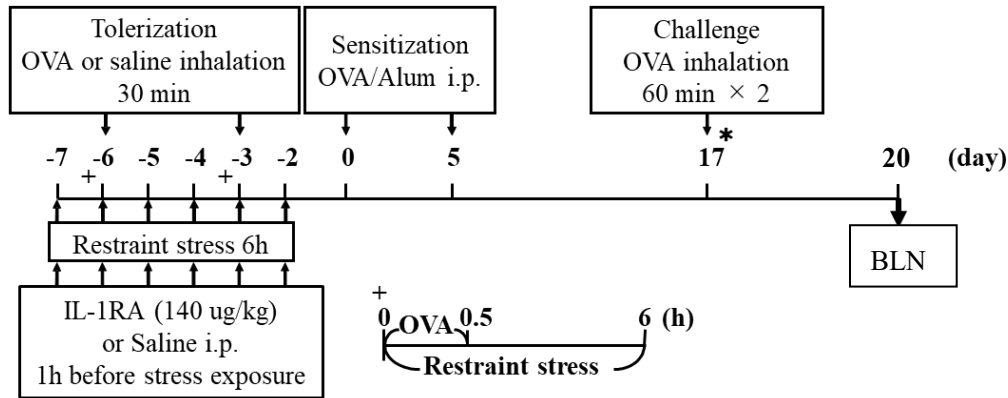 Tolerization
OVA or saline inhalation
30 min
Sensitization
OVA/Alum i.p.
Challenge
OVA inhalation
60 min × 2
-7 -6 -5 -4 -3 -2 0 5 17 * 20 (day)
+ +
Restraint stress 6h
IL-1RA (140 ug/kg)
or Saline i.p.
1h before stress exposure
BLN
+
0 OVA 0.5 6 (h)
Restraint stress